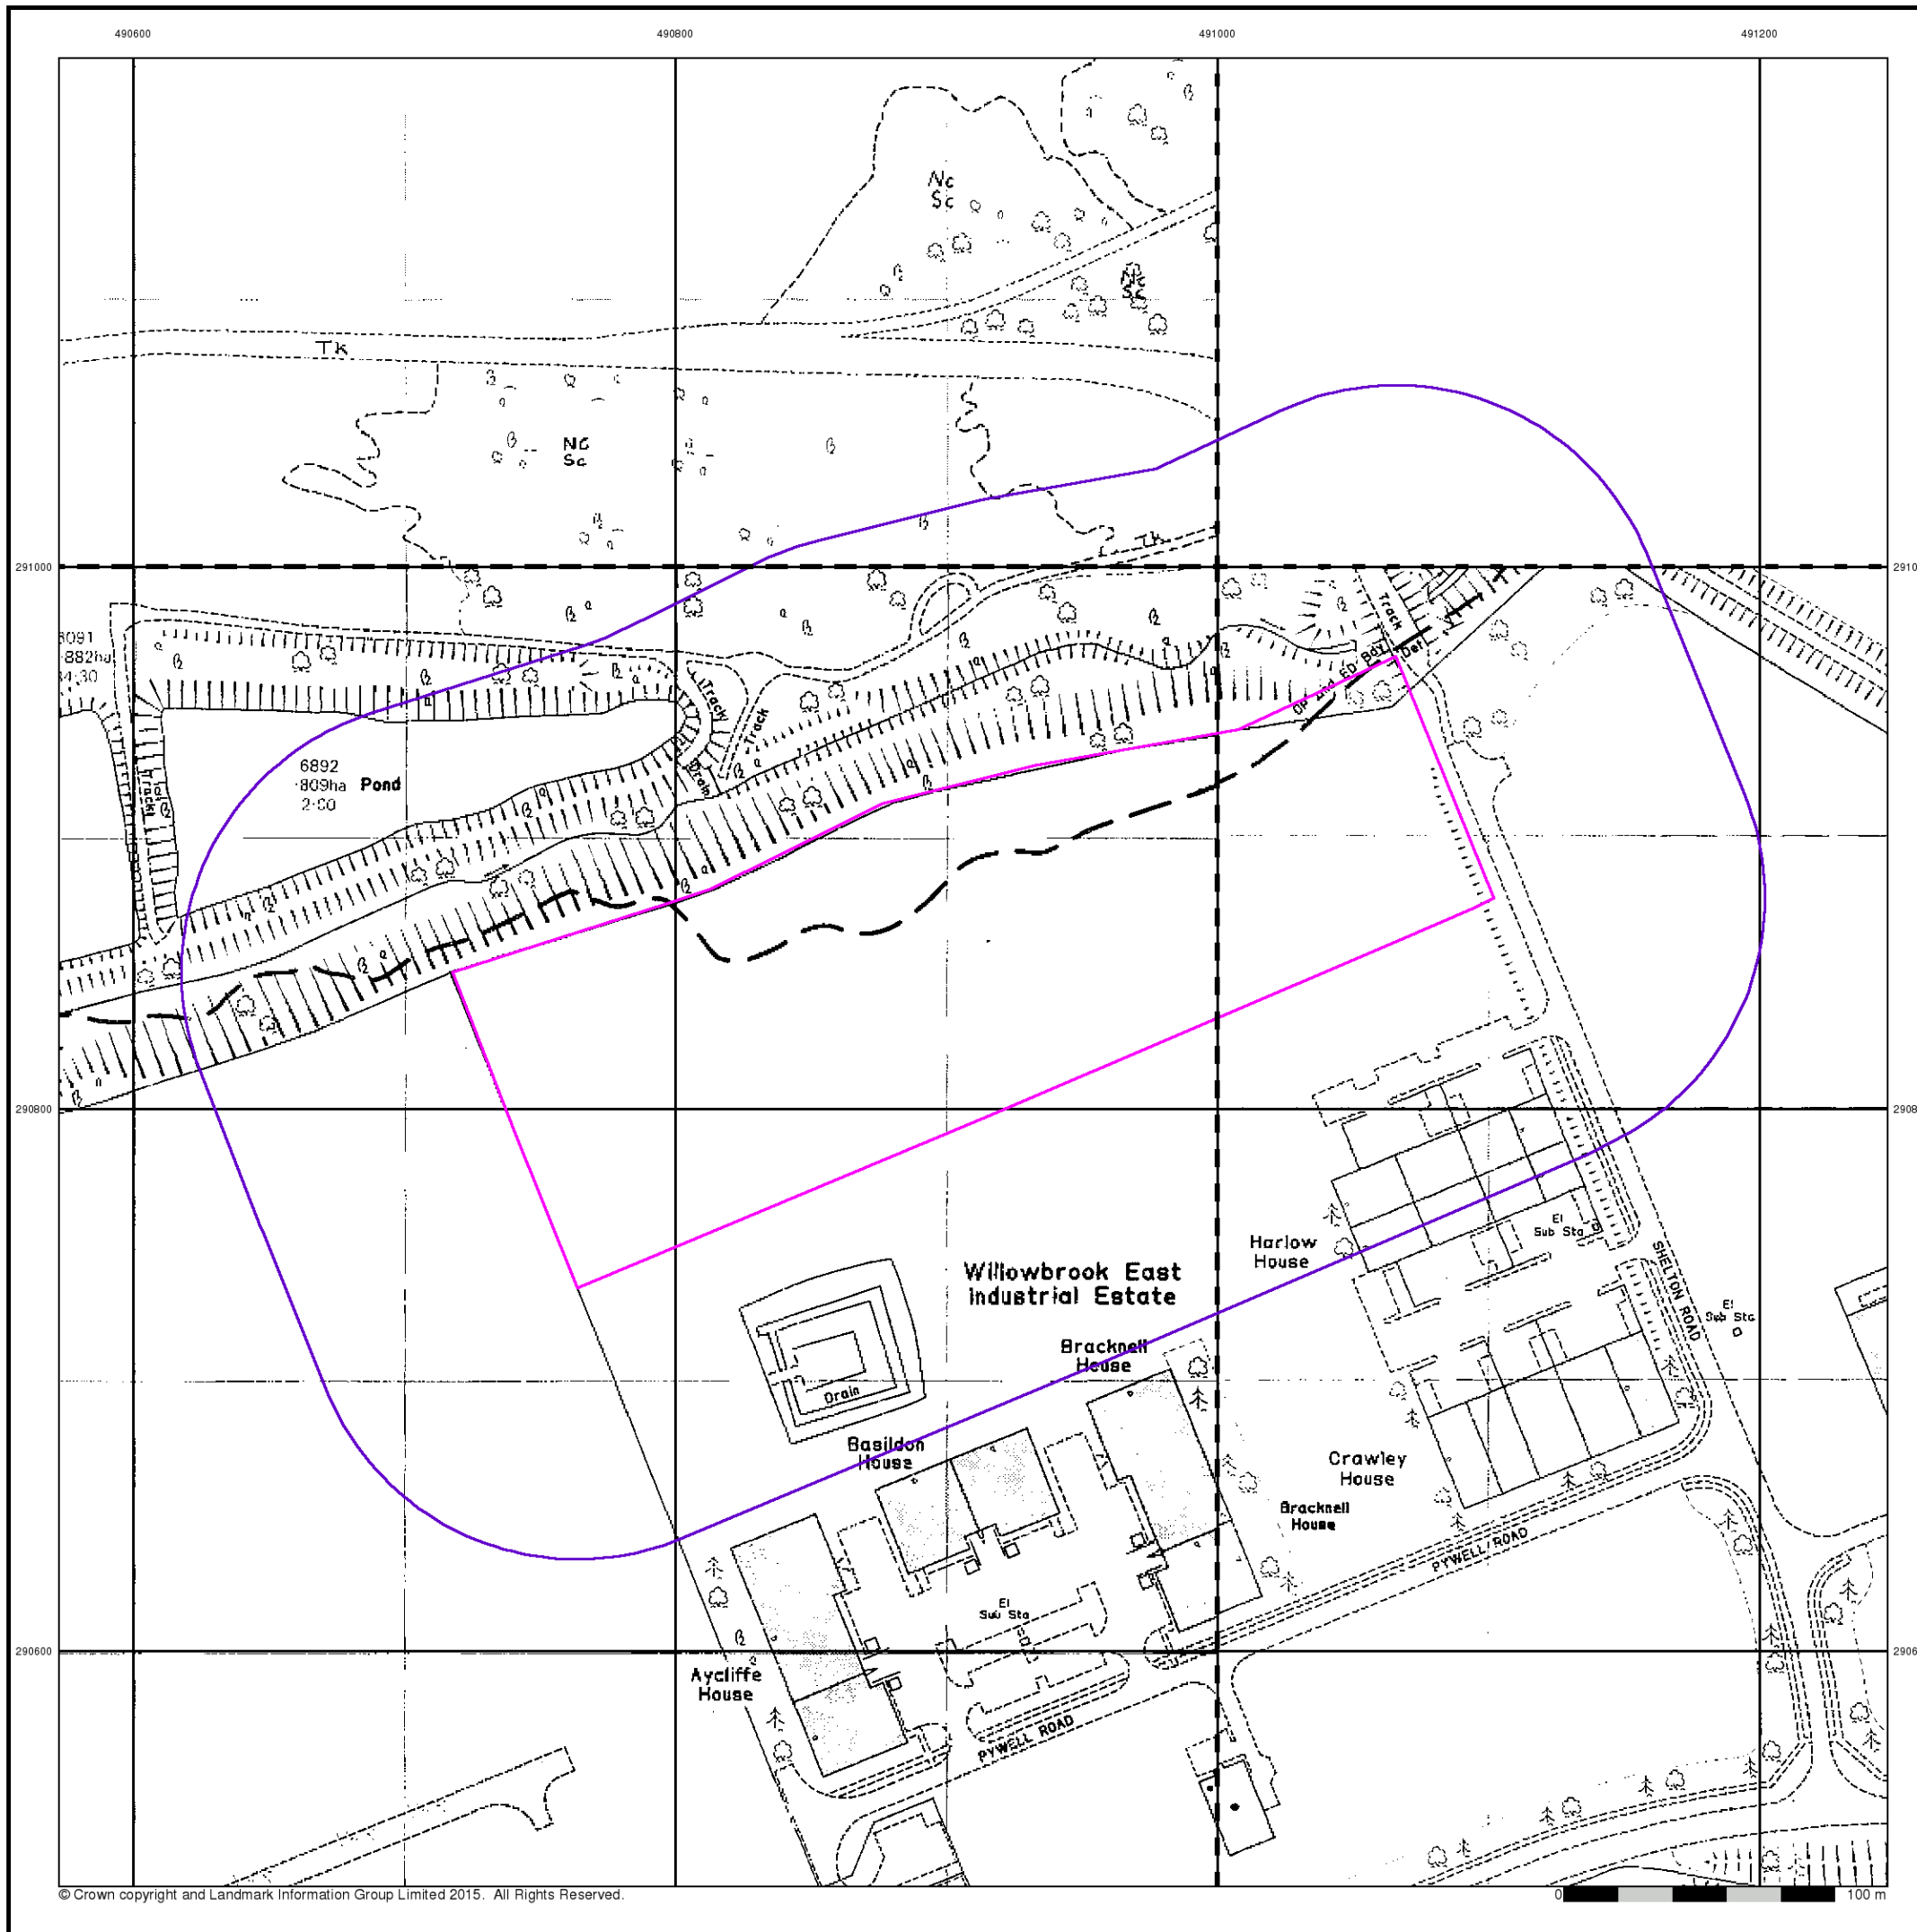 490600
490800
491000
491200
Nc
Sc
Nc
Sc
Tk
NC
Sc
Tk
291000
Track
Def
ED Bdy
Track
Track
Drain
6892
·809ha
2·00
Pond
Track
290800
El
Sub Sta
Harlow
House
SHELTON ROAD
Willowbrook East
Industrial Estate
El
Sub Sta
Bracknell
House
Drain
Basildon
House
Crawley
House
Bracknell
House
PYWELL ROAD
El
Sub Sta
290600
Aycliffe
House
PYWELL ROAD
© Crown copyright and Landmark Information Group Limited 2015. All Rights Reserved.
0
100 m